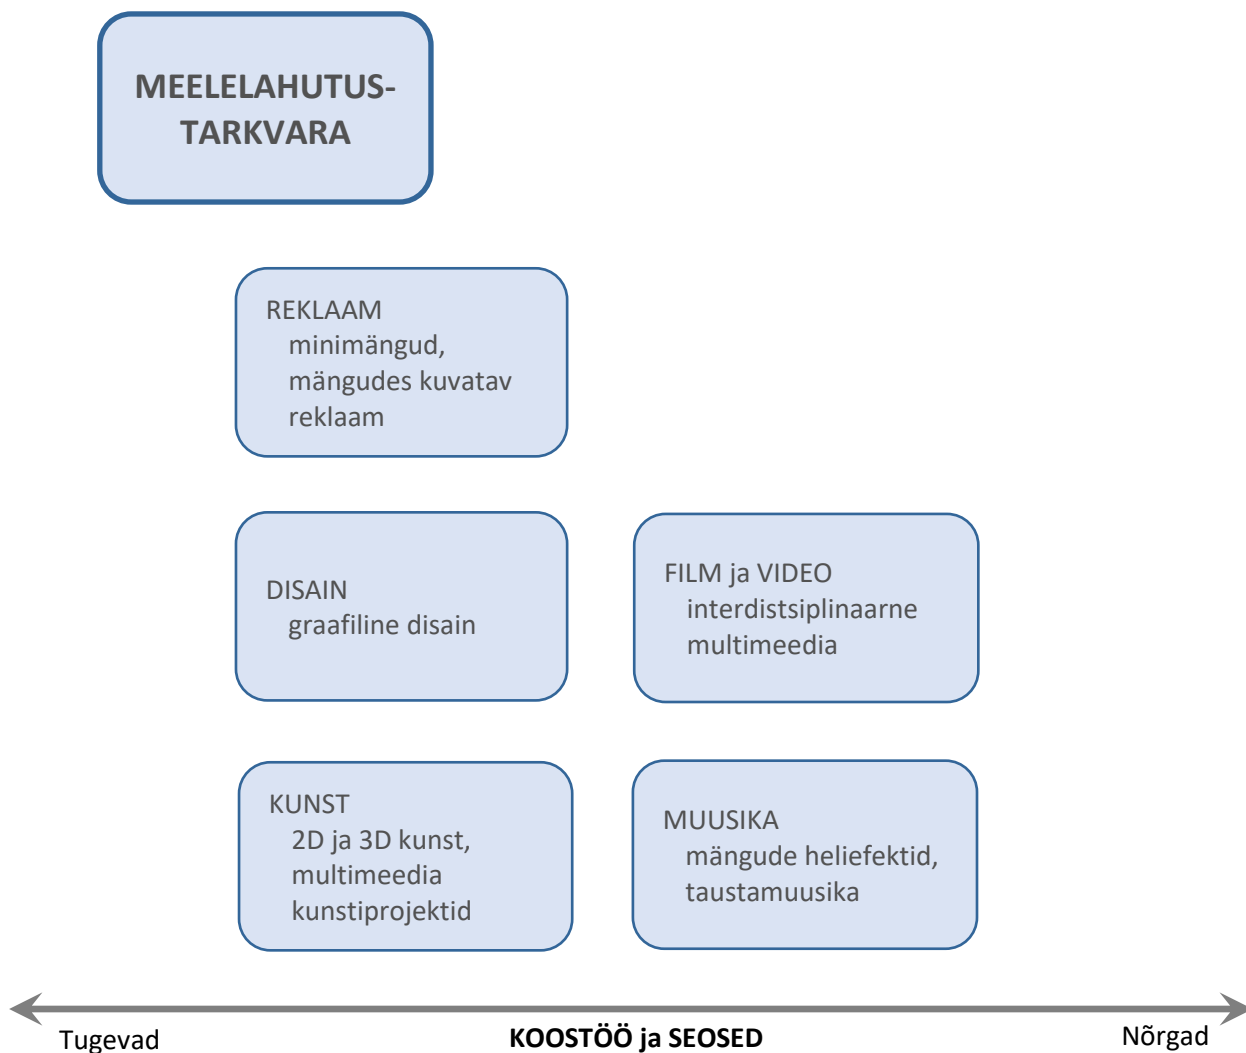 MEELELAHUTUS-
TARKVARA
REKLAAM
minimängud,
mängudes kuvatav
reklaam
DISAIN
graafiline disain
FILM ja VIDEO
interdistsiplinaarne
multimeedia
KUNST
2D ja 3D kunst,
multimeedia
kunstiprojektid
MUUSIKA
mängude heliefektid,
taustamuusika
Tugevad
KOOSTÖÖ ja SEOSED
Nõrgad